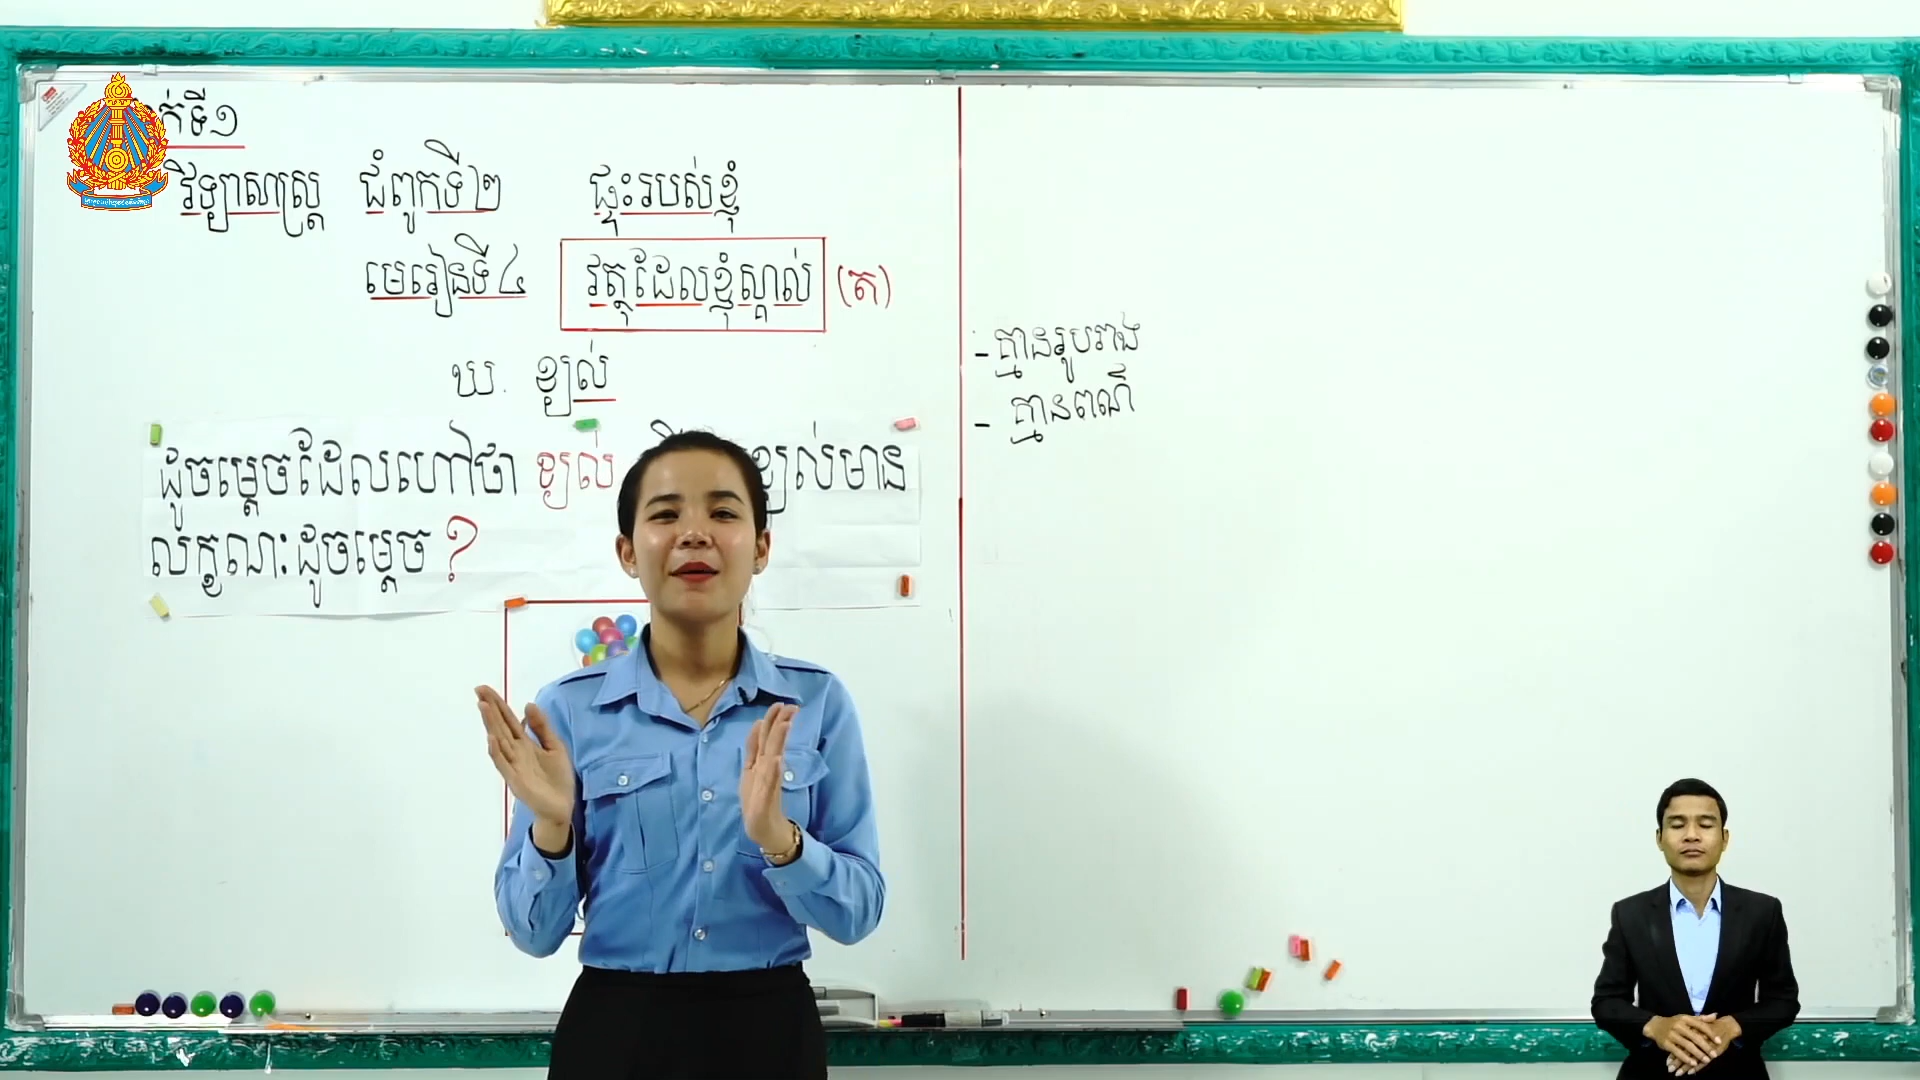 ក់ទី១
វិទ្យាសាស្ត្រ ជំពូកទី២ ផ្ទះរបស់ខ្ញុំ
មេរៀនទី៤ វត្ថុដែលខ្ញុំស្គាល់ (ត)
ឃ. ខ្យល់
ដូចម្ដេចដែលហៅថា ខ្យល់ ខ្យល់មាន
លក្ខណៈដូចម្ដេច?
- គ្មានរូបរាង
- គ្មានពណ៌